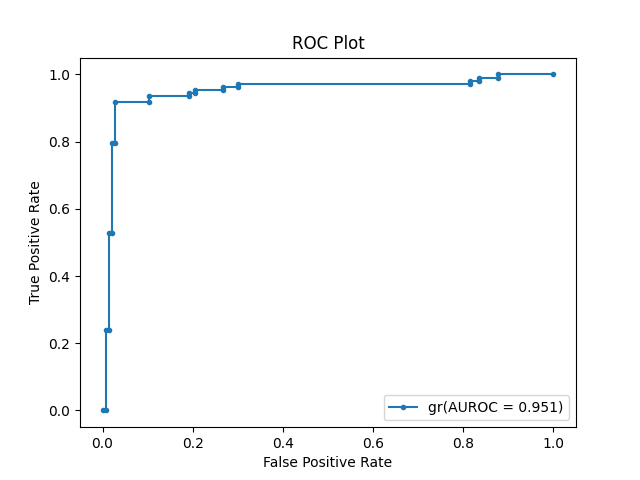 ROC Plot
1.0
0.8
0.6
0.4
0.2
0.0
True Positive Rate
gr(AUROC = 0.951)
0.0 0.2 0.4 0.6 0.8 1.0
False Positive Rate